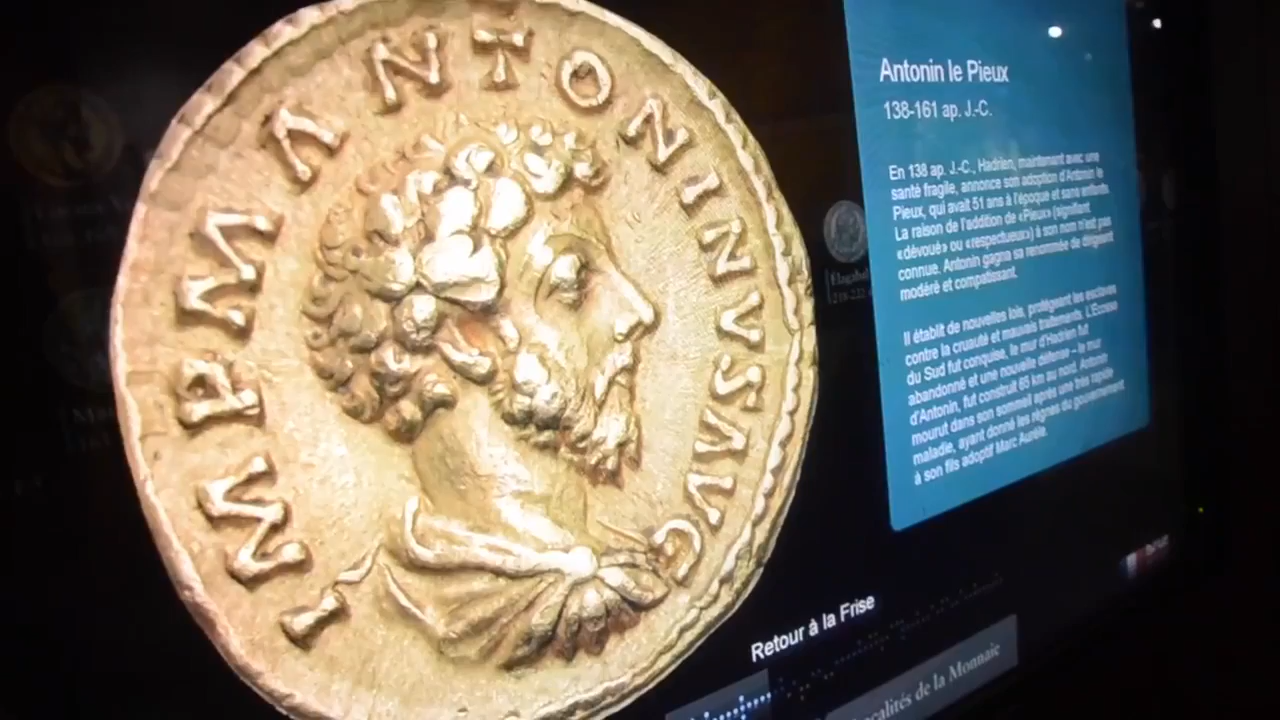 IMP M ANTONINVS AVG
Antonin le Pieux
138-161 ap. J.-C.
En 138 ap. J.-C., Hadrien, maintenant avec une
santé fragile, annonce son adoption d'Antonin le
Pieux, qui avait 51 ans à l'époque et sans enfants.
La raison de l'addition de «Pieux» (signifiant
«dévoué» ou «respectueux») à son nom n'est pas
connue. Antonin gagna sa renommée de dirigeant
modéré et compatissant.
Il établit de nouvelles lois, protégeant les esclaves
contre la cruauté et mauvais traitements. L'Ecosse
du Sud fut conquise, le mur d'Hadrien fut
abandonné et une nouvelle défense – le mur
d'Antonin, fut construit 65 km au nord. Antonin
mourut dans son sommeil après une très rapide
maladie, ayant donné les règnes du gouvernement
à son fils adoptif Marc Aurèle.
218-222
Retour à la Frise
de la Monnaie